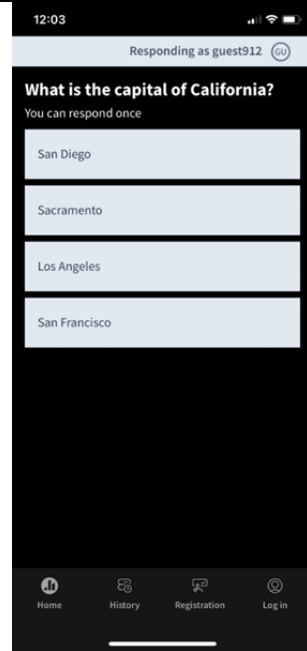 12:03
Responding as guest912 GU
What is the capital of California?
You can respond once
San Diego
Sacramento
Los Angeles
San Francisco
Home History Registration Log in